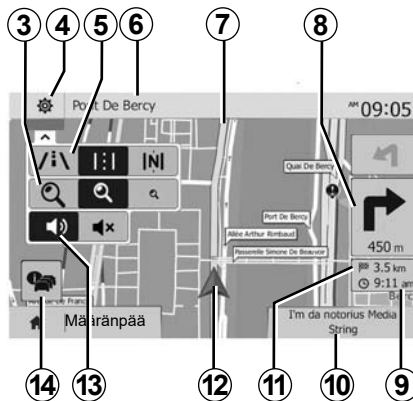 3
4
5
6
7
8
Pont De Bercy
AM 09:05
/i\
|N|
Quai De Bercy
Port De Bercy
Allée Arthur Rimbaud
Passerelle Simone De Beauvoir
450 m
3.5 km
9:11 am
Määränpää
I'm da notorius Media
String
14
13
12
11
10
9